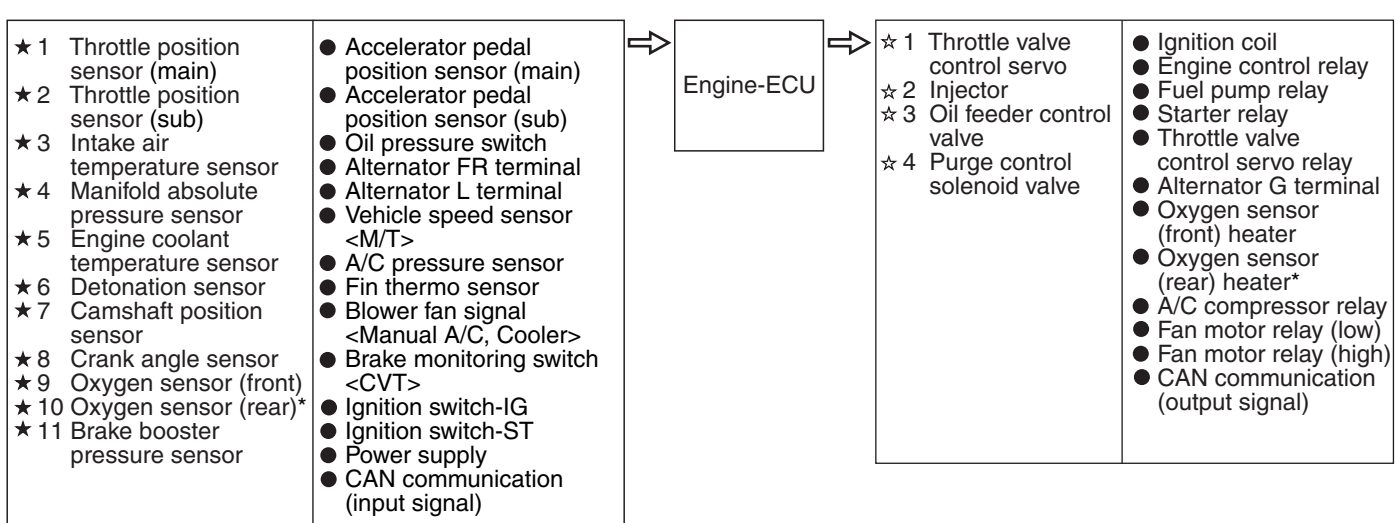 ★ 1 Throttle position
sensor (main)
★ 2 Throttle position
sensor (sub)
★ 3 Intake air
temperature sensor
★ 4 Manifold absolute
pressure sensor
★ 5 Engine coolant
temperature sensor
★ 6 Detonation sensor
★ 7 Camshaft position
sensor
★ 8 Crank angle sensor
★ 9 Oxygen sensor (front)
★ 10 Oxygen sensor (rear)*
★ 11 Brake booster
pressure sensor
● Accelerator pedal
position sensor (main)
● Accelerator pedal
position sensor (sub)
● Oil pressure switch
● Alternator FR terminal
● Alternator L terminal
● Vehicle speed sensor
<M/T>
● A/C pressure sensor
● Fin thermo sensor
● Blower fan signal
<Manual A/C, Cooler>
● Brake monitoring switch
<CVT>
● Ignition switch-IG
● Ignition switch-ST
● Power supply
● CAN communication
(input signal)
Engine-ECU
☆ 1 Throttle valve
control servo
☆ 2 Injector
☆ 3 Oil feeder control
valve
☆ 4 Purge control
solenoid valve
● Ignition coil
● Engine control relay
● Fuel pump relay
● Starter relay
● Throttle valve
control servo relay
● Alternator G terminal
● Oxygen sensor
(front) heater
● Oxygen sensor
(rear) heater*
● A/C compressor relay
● Fan motor relay (low)
● Fan motor relay (high)
● CAN communication
(output signal)